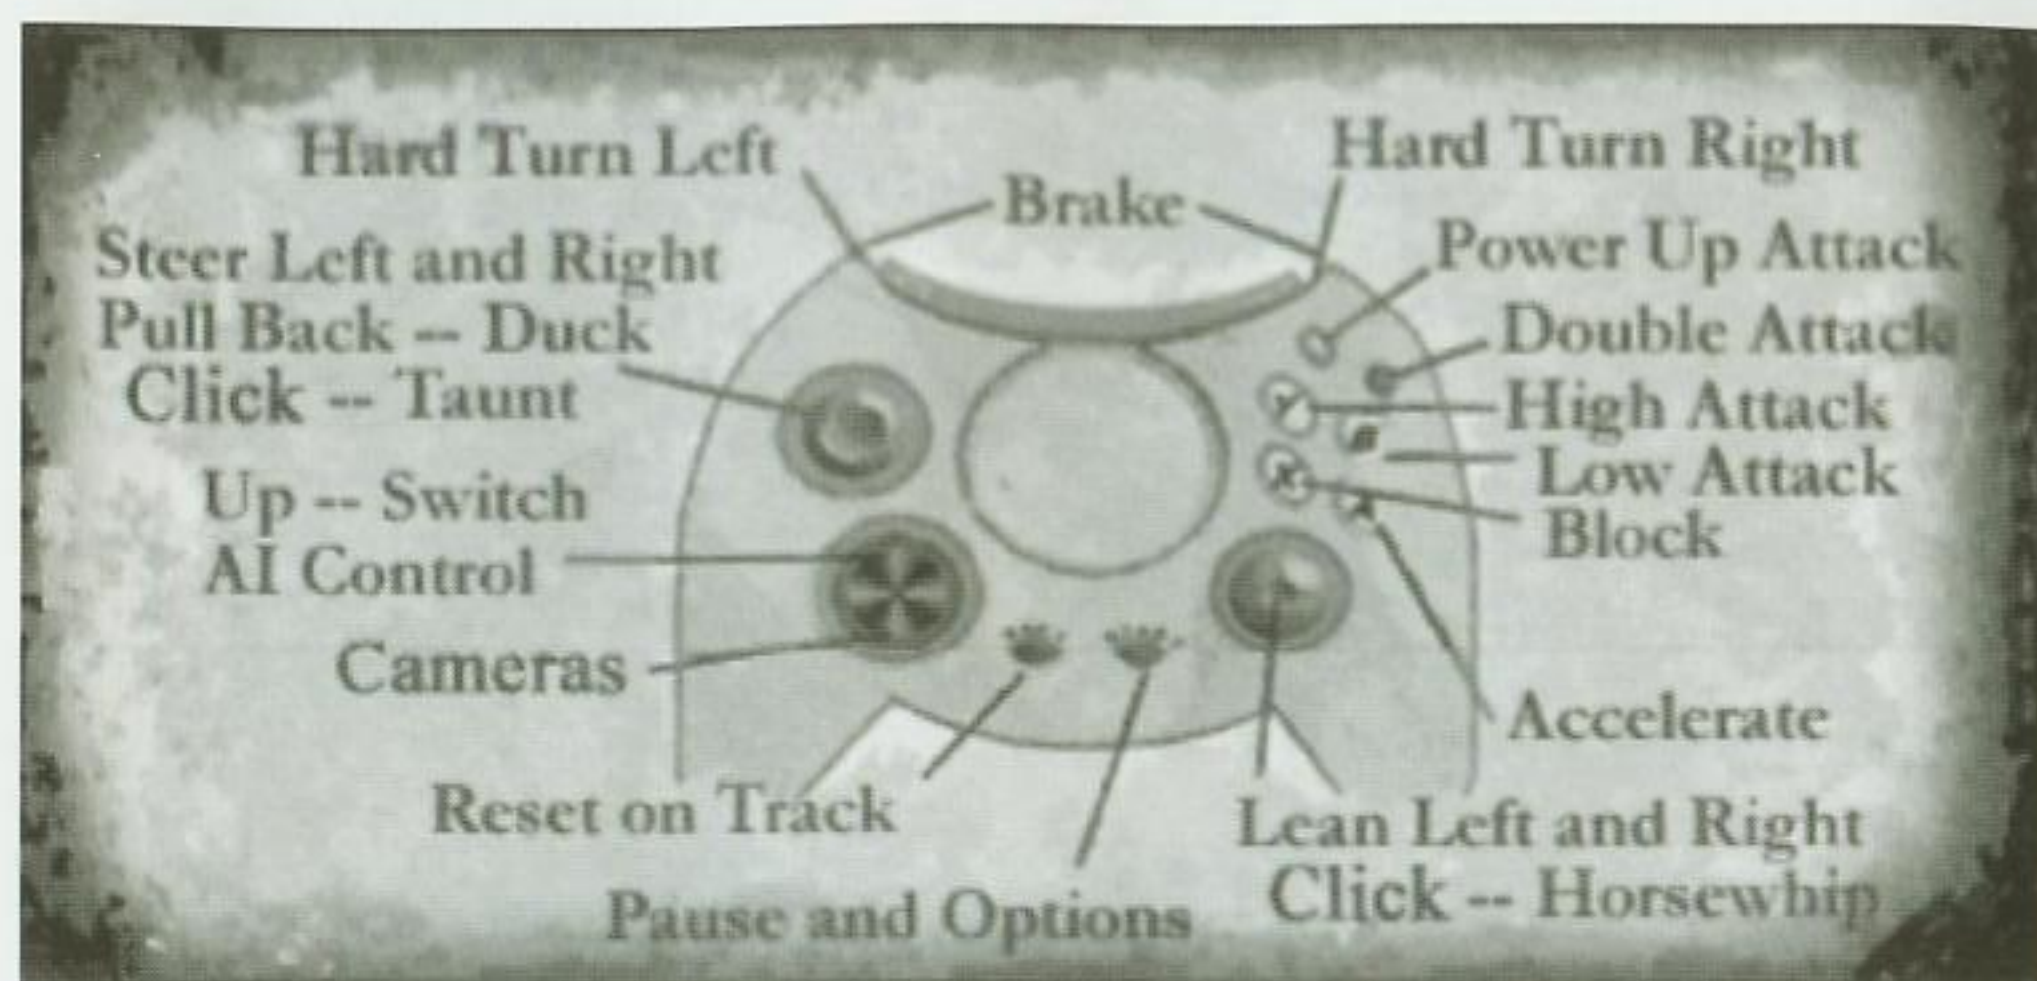 Hard Turn Left
Brake
Hard Turn Right
Steer Left and Right
Pull Back -- Duck
Click -- Taunt
Power Up Attack
Double Attack
High Attack
Low Attack
Block
Y
B
X
A
Up -- Switch
AI Control
Cameras
Accelerate
Reset on Track
Pause and Options
Lean Left and Right
Click -- Horsewhip